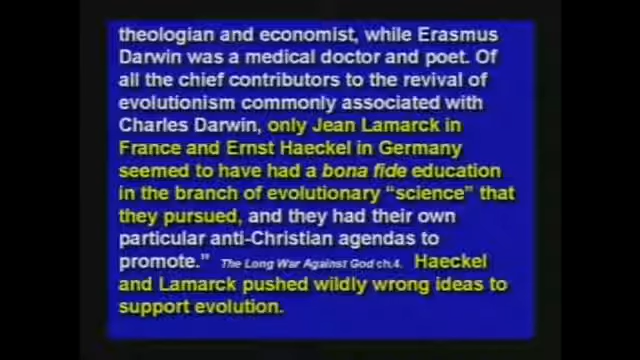 theologian and economist, while Erasmus
Darwin was a medical doctor and poet. Of
all the chief contributors to the revival of
evolutionism commonly associated with
Charles Darwin, only Jean Lamarck in
France and Ernst Haeckel in Germany
seemed to have had a bona fide education
in the branch of evolutionary “science” that
they pursued, and they had their own
particular anti-Christian agendas to
promote.” The Long War Against God ch.4. Haeckel
and Lamarck pushed wildly wrong ideas to
support evolution.